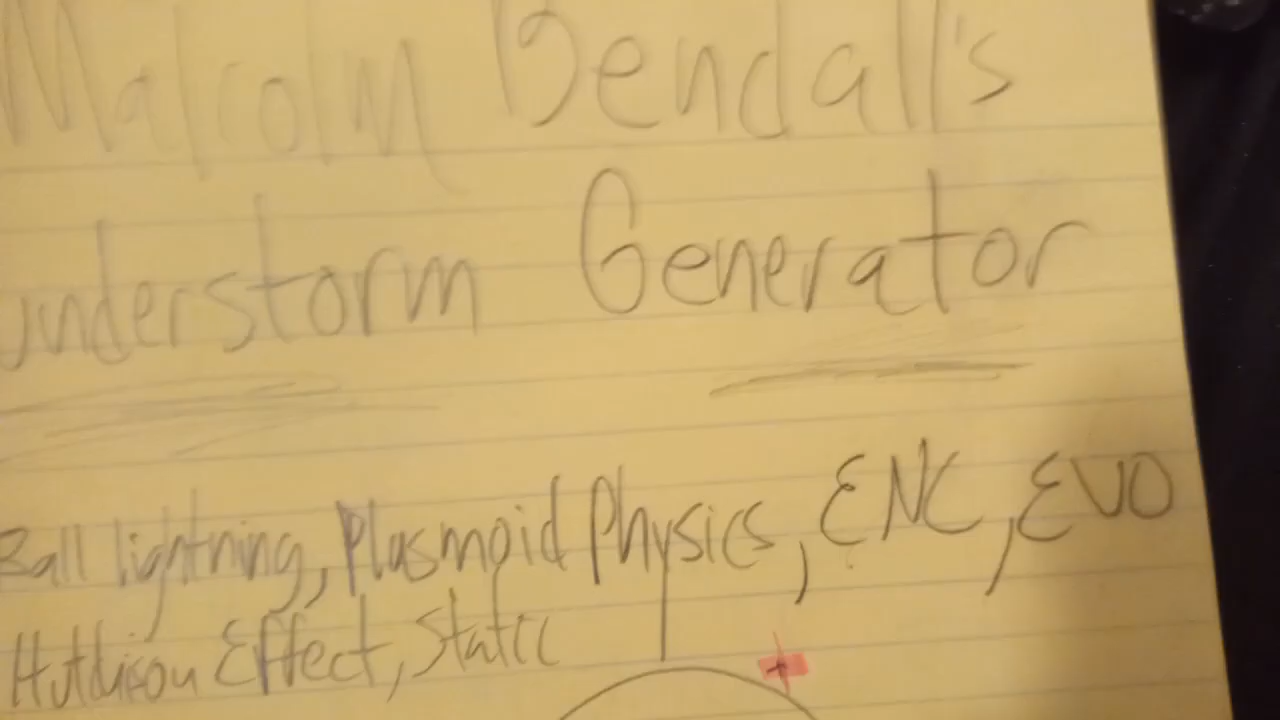 Malcolm Bendall's
understorm Generator
Ball lightning, Plasmoid Physics, ENC, EVO
Hutchison Effect, Static
+